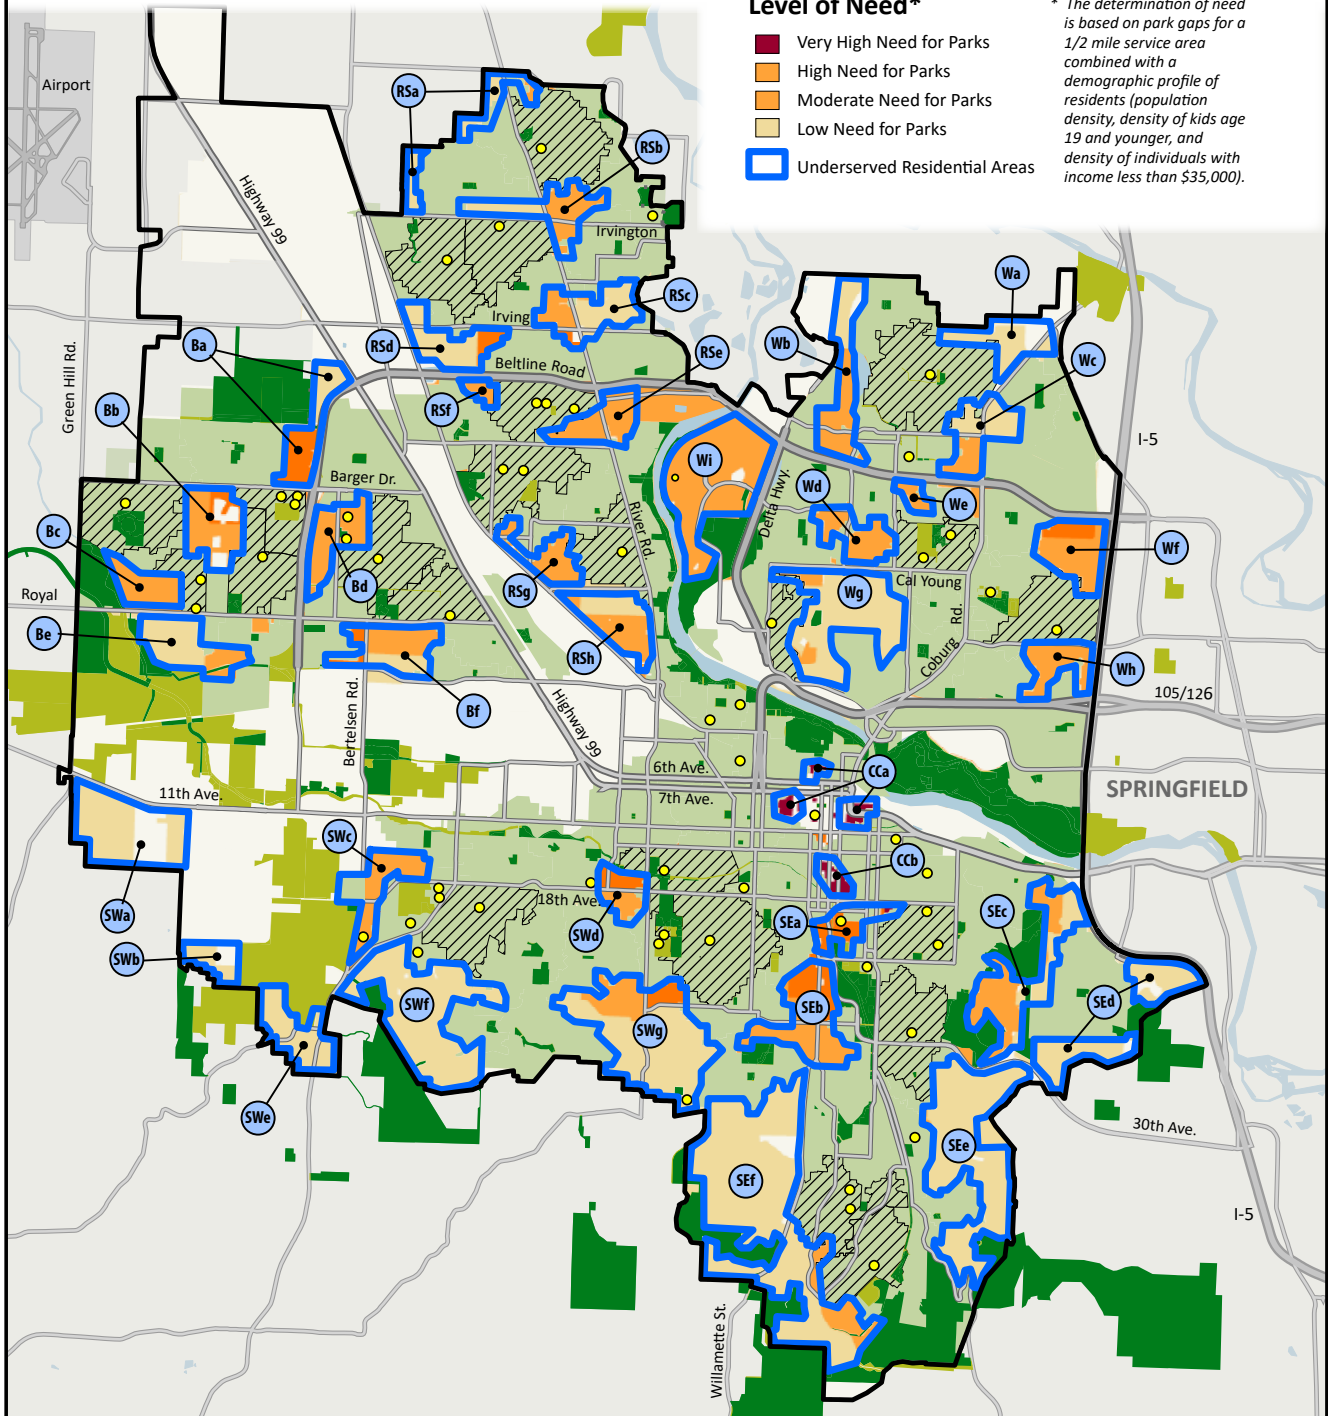 Level of Need*
Very High Need for Parks
High Need for Parks
Moderate Need for Parks
Low Need for Parks
Underserved Residential Areas
* The determination of need
is based on park gaps for a
1/2 mile service area
combined with a
demographic profile of
residents (population
density, density of kids age
19 and younger, and
density of individuals with
income less than $35,000).
Airport
RSa
RSb
Highway 99
Irvington
Wa
RSc
Irving
Ba
RSd
Wb
RSe
Wc
Beltline Road
Green Hill Rd.
Bb
RSf
I-5
Wi
Barger Dr.
Wd
Delta Hwy.
We
River Rd.
Bc
Wf
Bd
RSg
Cal Young
Wg
Royal
Rd.
Be
RSh
Coburg
Wh
105/126
Bf
Bertelsen Rd.
Highway 99
6th Ave.
CCa
SPRINGFIELD
11th Ave.
7th Ave.
SWc
CCb
18th Ave.
SWa
SEa
SEc
SWd
SWb
SWf
SEb
SEd
SWg
SWe
30th Ave.
SEe
SEf
I-5
Willamette St.